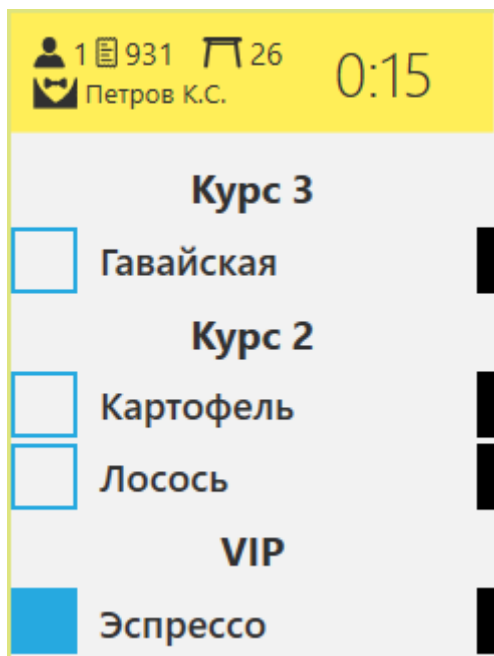 1 931 26
0:15
Петров К.С.
Курс 3
Гавайская
Курс 2
Картофель
Лосось
VIP
Эспрессо